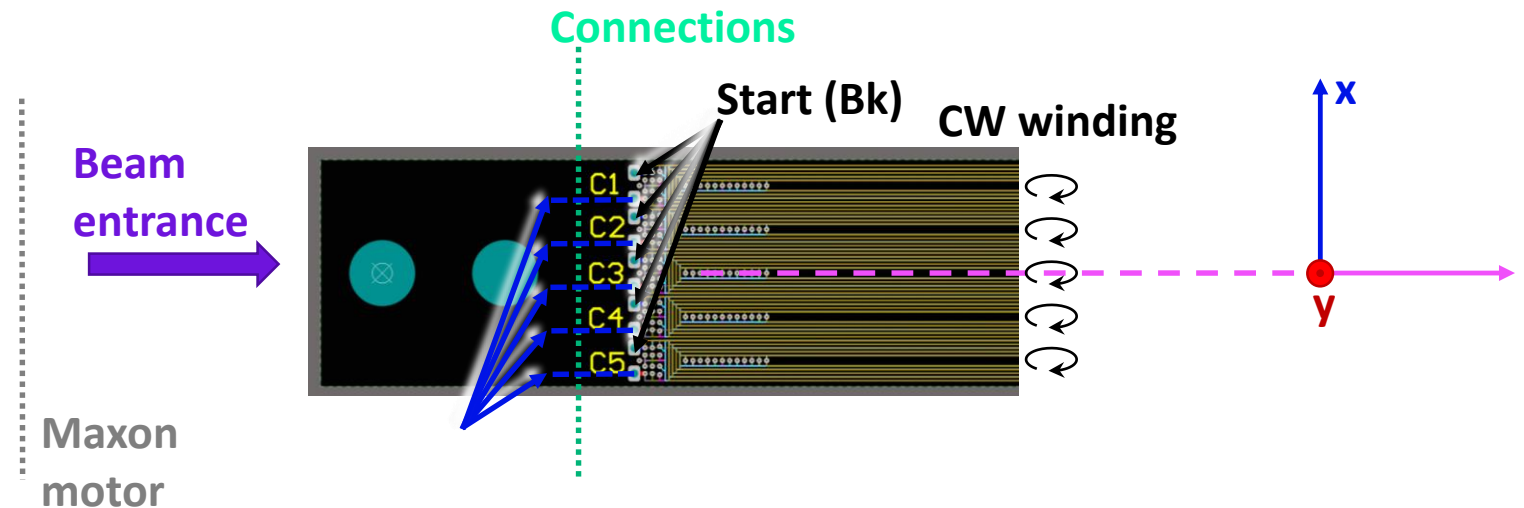 Connections
Start (Bk)
CW winding
x
Beam
entrance
C1
C2
C3
C4
C5
y
Maxon
motor